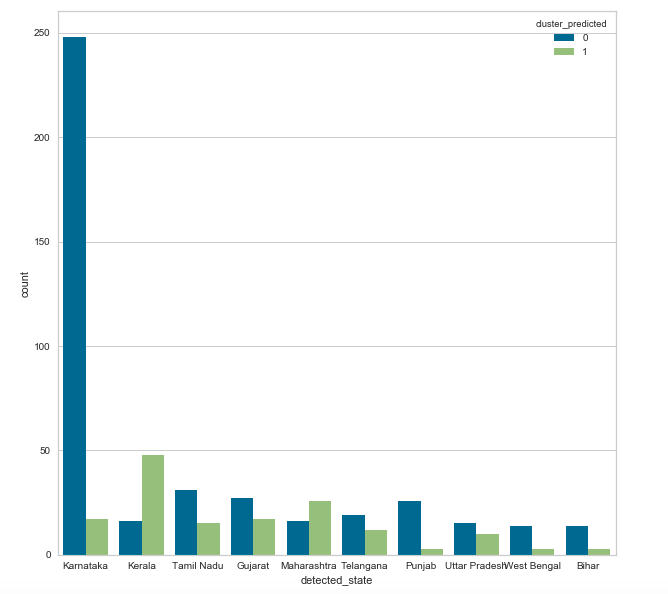 cluster_predicted
0
1
250
200
150
100
50
0
count
Karnataka Kerala Tamil Nadu Gujarat Maharashtra Telangana Punjab Uttar Pradesh West Bengal Bihar
detected_state